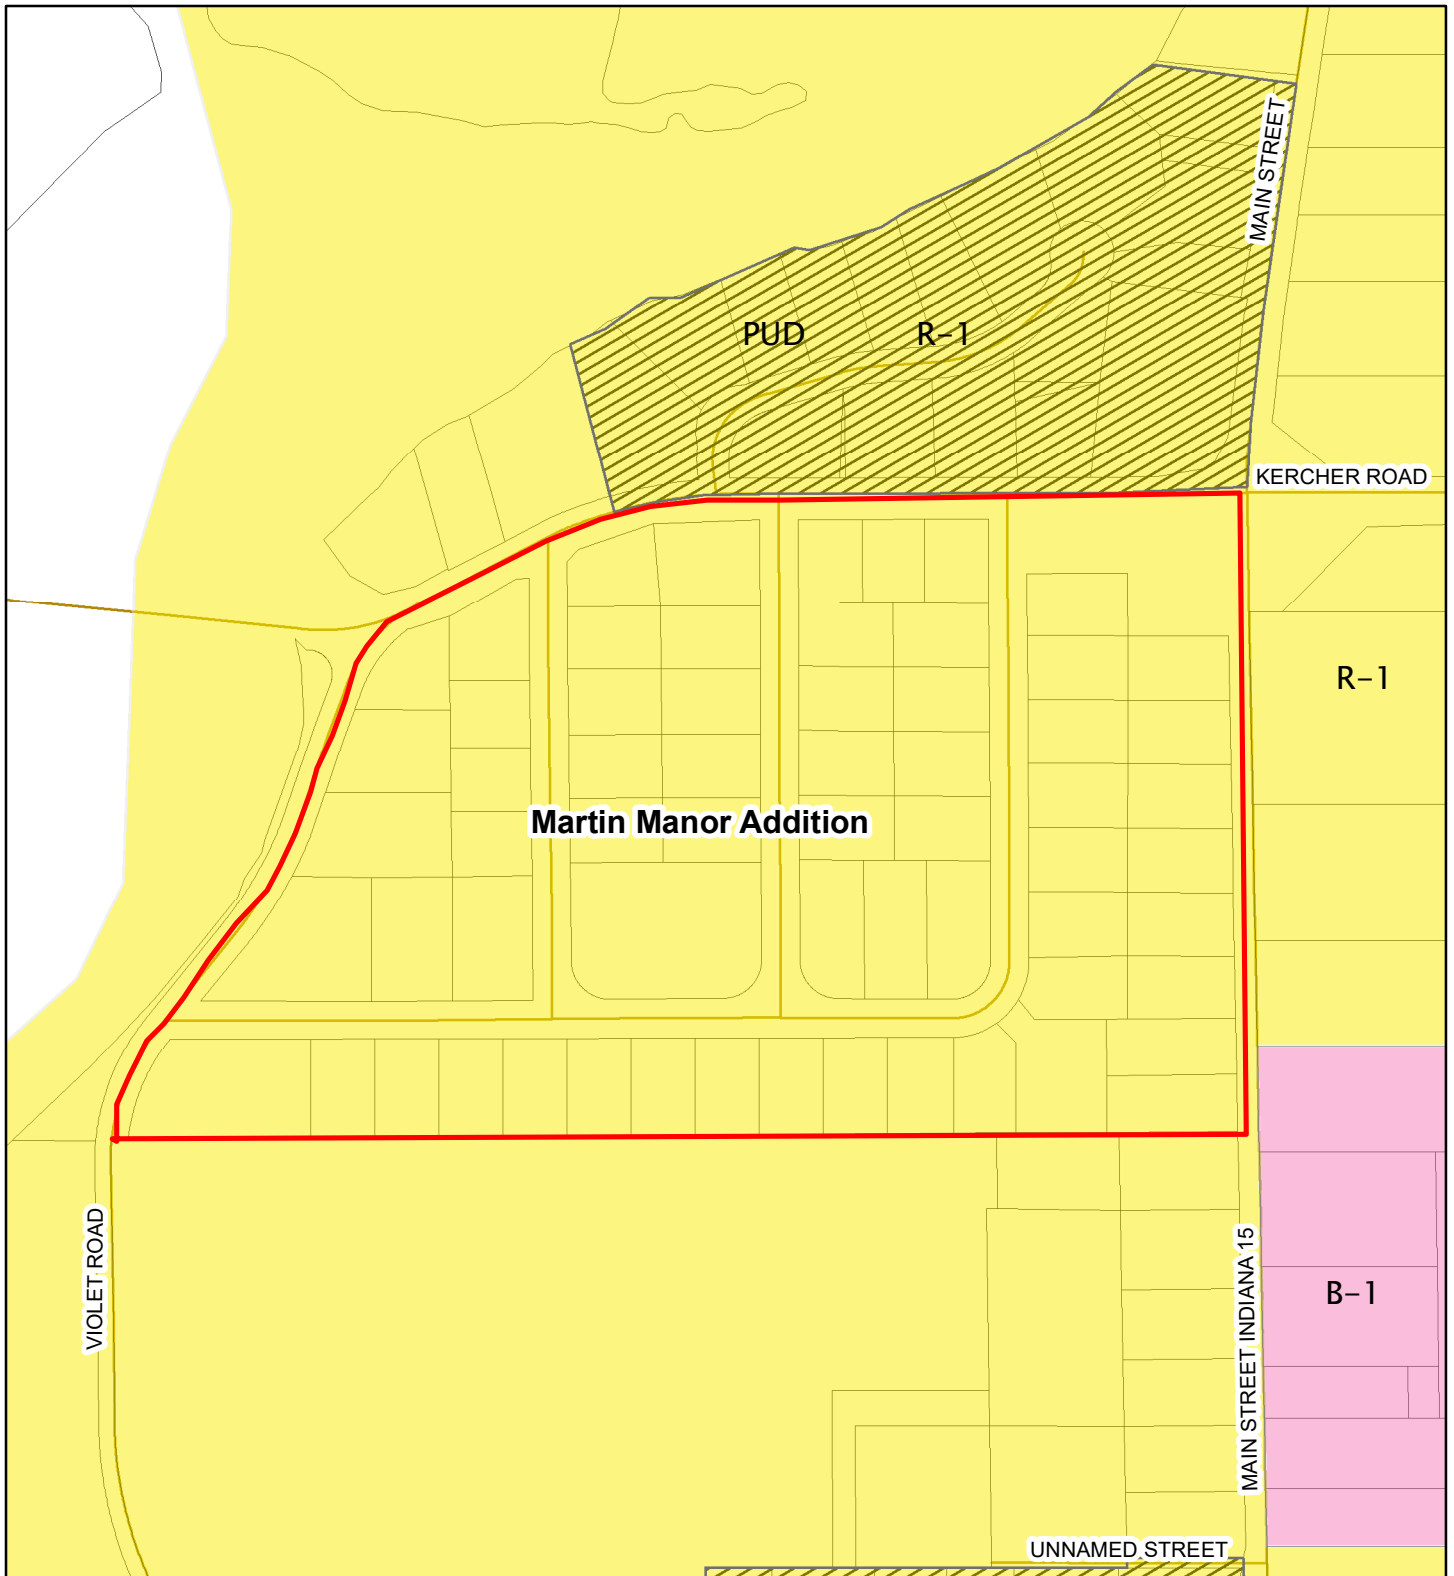 MAIN STREET
PUD
R-1
KERCHER ROAD
R-1
Martin Manor Addition
VIOLET ROAD
MAIN STREET INDIANA 15
B-1
UNNAMED STREET